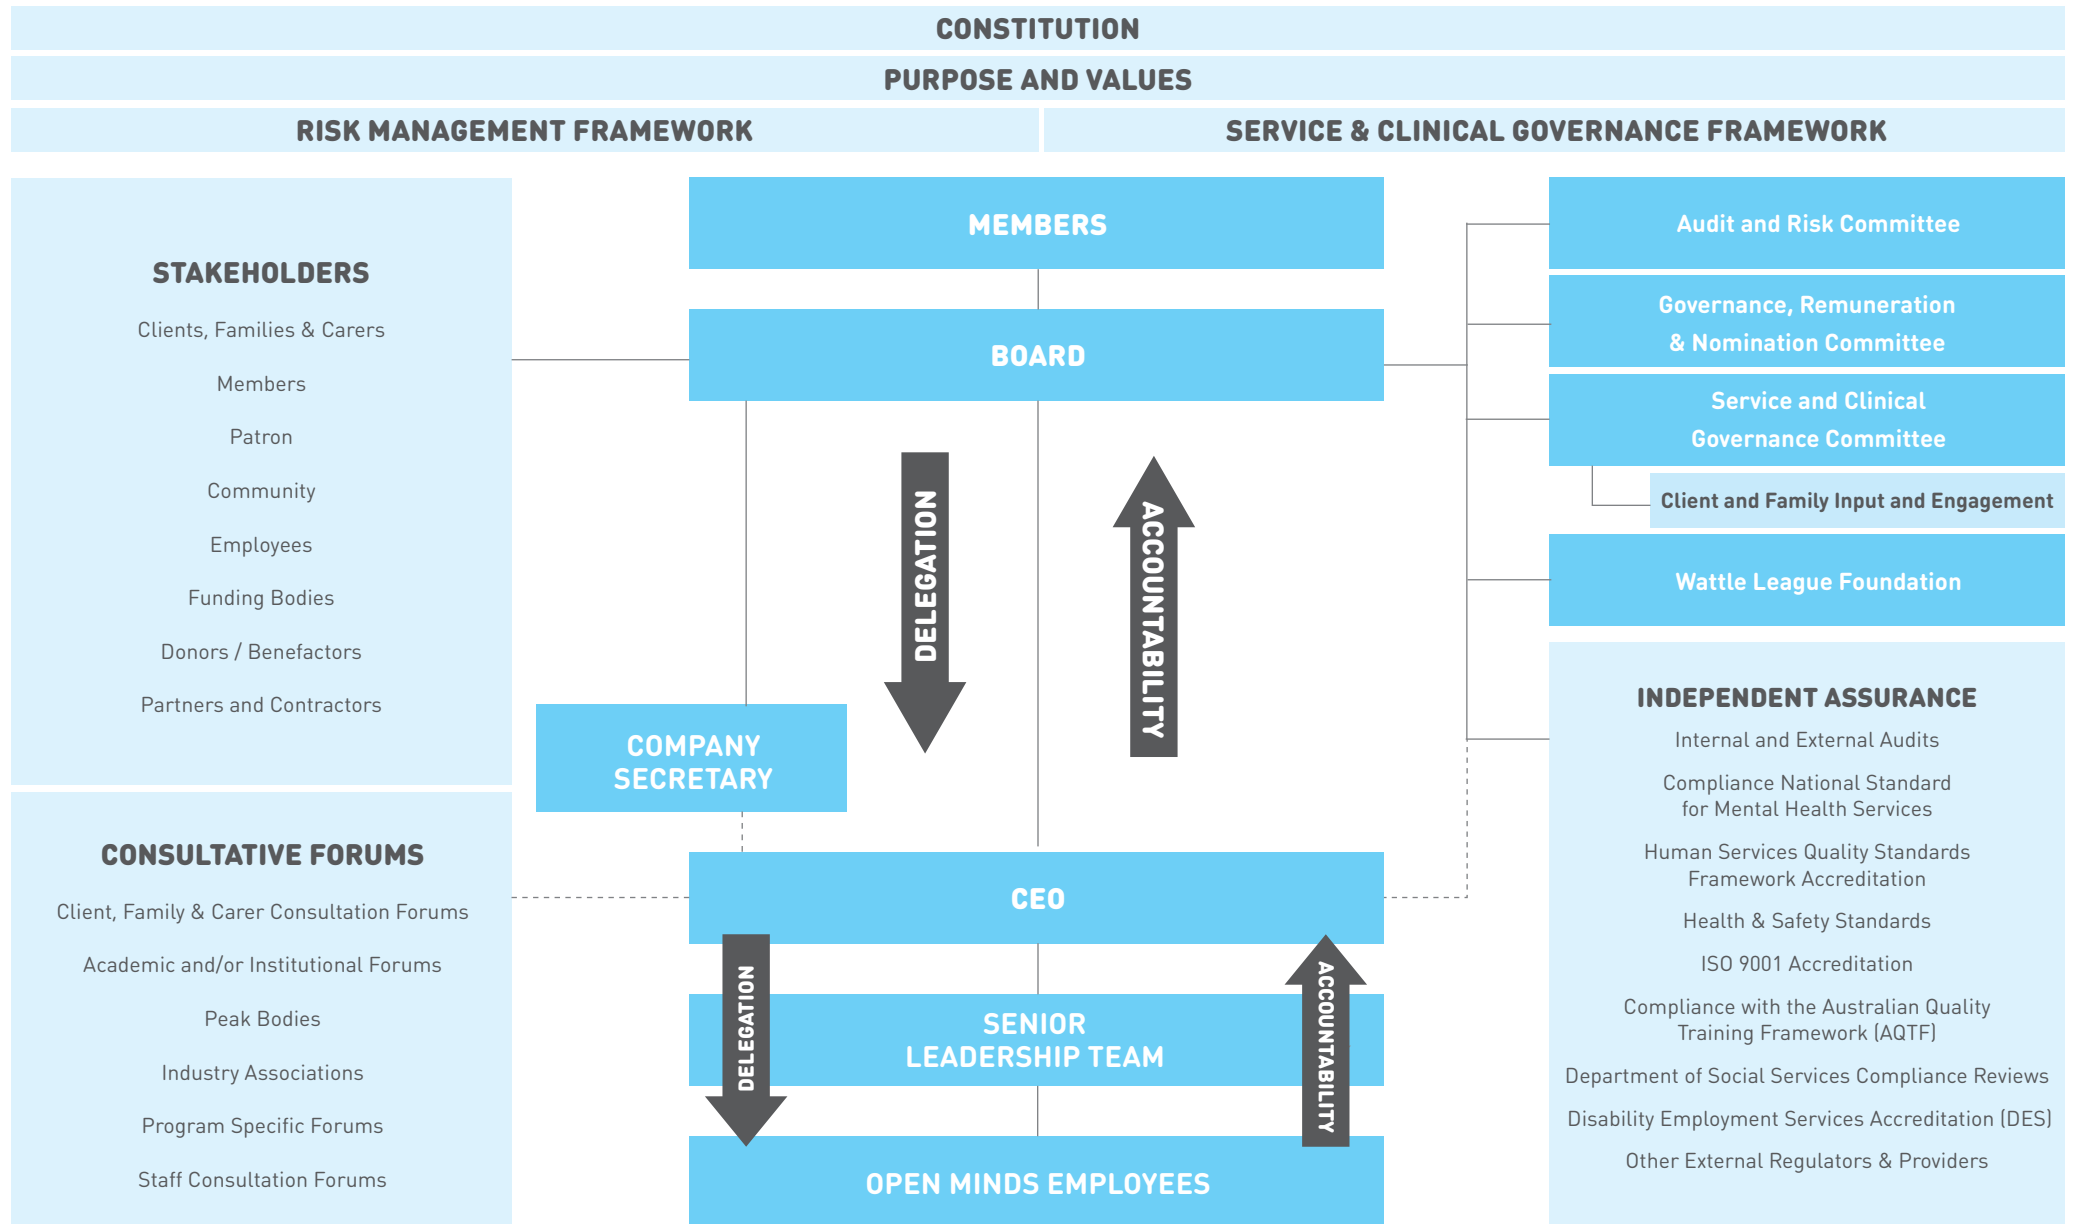 CONSTITUTION
PURPOSE AND VALUES
RISK MANAGEMENT FRAMEWORK
SERVICE & CLINICAL GOVERNANCE FRAMEWORK
STAKEHOLDERS
Clients, Families & Carers
Members
Patron
Community
Employees
Funding Bodies
Donors / Benefactors
Partners and Contractors
CONSULTATIVE FORUMS
Client, Family & Carer Consultation Forums
Academic and/or Institutional Forums
Peak Bodies
Industry Associations
Program Specific Forums
Staff Consultation Forums
MEMBERS
BOARD
DELEGATION
ACCOUNTABILITY
COMPANY
SECRETARY
CEO
DELEGATION
ACCOUNTABILITY
SENIOR
LEADERSHIP TEAM
OPEN MINDS EMPLOYEES
Audit and Risk Committee
Governance, Remuneration
& Nomination Committee
Service and Clinical
Governance Committee
Client and Family Input and Engagement
Wattle League Foundation
INDEPENDENT ASSURANCE
Internal and External Audits
Compliance National Standard
for Mental Health Services
Human Services Quality Standards
Framework Accreditation
Health & Safety Standards
ISO 9001 Accreditation
Compliance with the Australian Quality
Training Framework (AQTF)
Department of Social Services Compliance Reviews
Disability Employment Services Accreditation (DES)
Other External Regulators & Providers